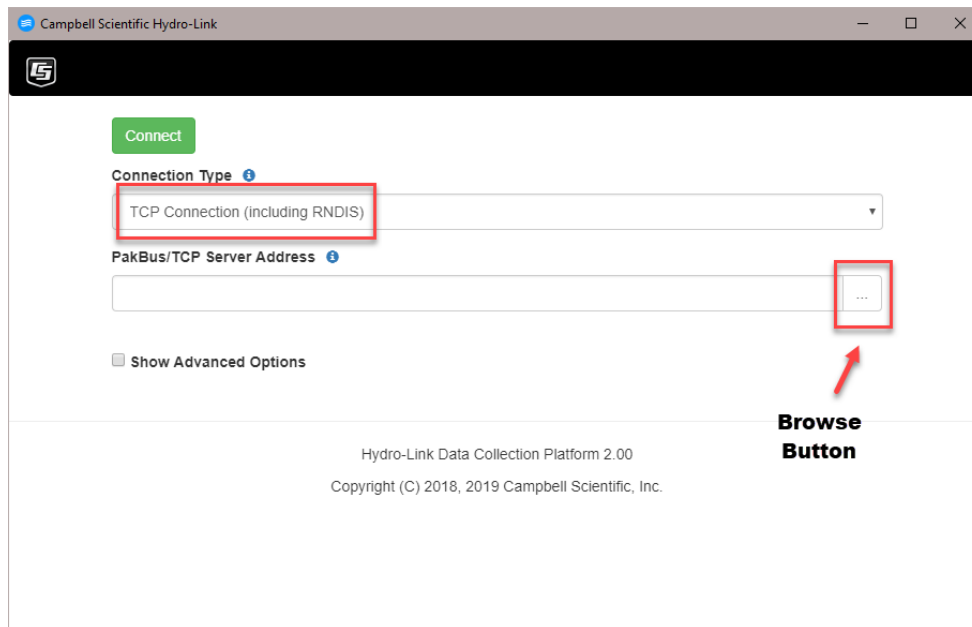 Campbell Scientific Hydro-Link
Connect
Connection Type
TCP Connection (including RNDIS)
PakBus/TCP Server Address
...
Show Advanced Options
Browse
Button
Hydro-Link Data Collection Platform 2.00
Copyright (C) 2018, 2019 Campbell Scientific, Inc.